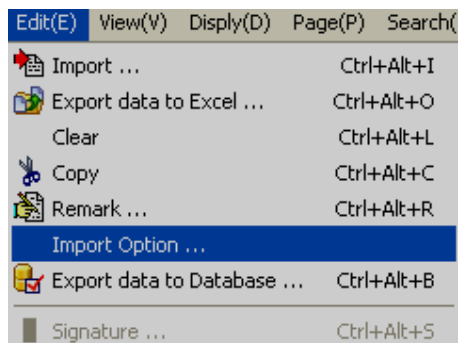 Edit(E) View(V) Disply(D) Page(P) Search(
Import ... Ctrl+Alt+I
Export data to Excel ... Ctrl+Alt+O
Clear Ctrl+Alt+L
Copy Ctrl+Alt+C
Remark ... Ctrl+Alt+R
Import Option ...
Export data to Database ... Ctrl+Alt+B
Signature ... Ctrl+Alt+S